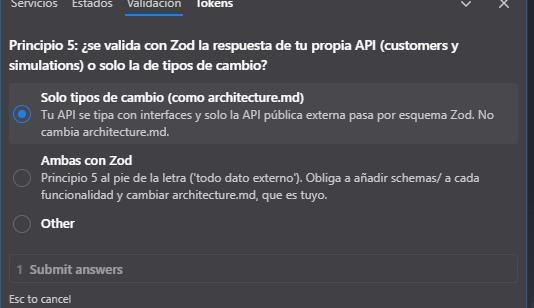 Servicios Estados Validación Tokens
Principio 5: ¿se valida con Zod la respuesta de tu propia API (customers y
simulations) o solo la de tipos de cambio?
Solo tipos de cambio (como architecture.md)
Tu API se tipa con interfaces y solo la API pública externa pasa por esquema Zod. No
cambia architecture.md.
Ambas con Zod
Principio 5 al pie de la letra ('todo dato externo'). Obliga a añadir schemas/ a cada
funcionalidad y cambiar architecture.md, que es tuyo.
Other
1 Submit answers
Esc to cancel